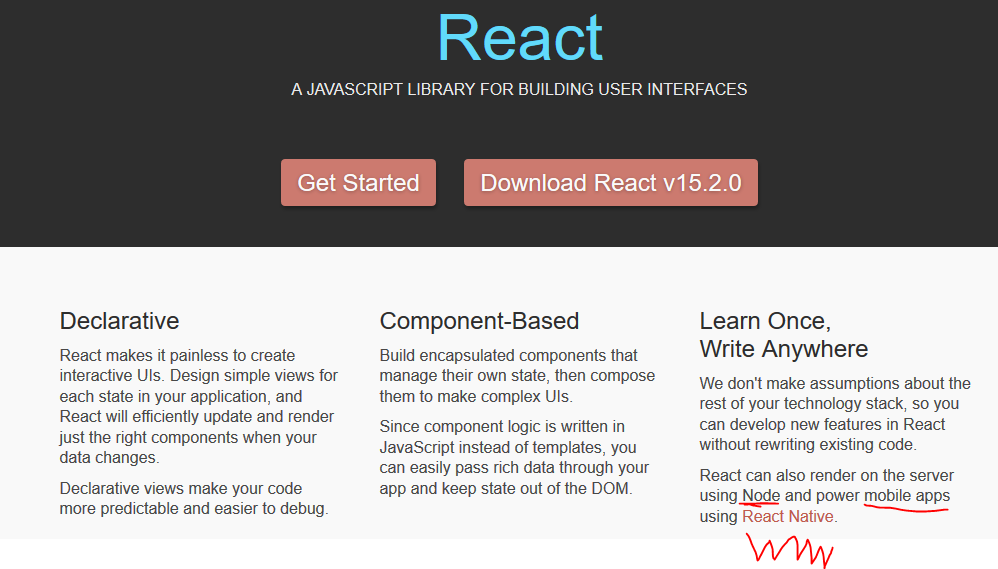 React
A JAVASCRIPT LIBRARY FOR BUILDING USER INTERFACES
Get Started
Download React v15.2.0
Declarative
React makes it painless to create
interactive UIs. Design simple views for
each state in your application, and
React will efficiently update and render
just the right components when your
data changes.
Declarative views make your code
more predictable and easier to debug.
Component-Based
Build encapsulated components that
manage their own state, then compose
them to make complex UIs.
Since component logic is written in
JavaScript instead of templates, you
can easily pass rich data through your
app and keep state out of the DOM.
Learn Once,
Write Anywhere
We don't make assumptions about the
rest of your technology stack, so you
can develop new features in React
without rewriting existing code.
React can also render on the server
using Node and power mobile apps
using React Native.